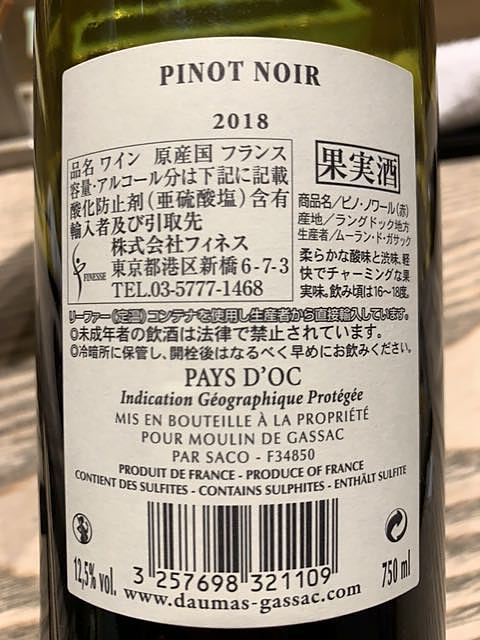 PINOT NOIR
2018
品名 ワイン 原産国 フランス
容量・アルコール分は下記に記載
酸化防止剤(亜硫酸塩)含有
輸入者及び引取先
株式会社フィネス
東京都港区新橋6-7-3
TEL.03-5777-1468
FINESSE
果実酒
商品名/ピノ・ノワール(赤)
産地/ラングドック地方
生産者/ムーラン・ド・ガサック
柔らかな酸味と渋味、軽
快でチャーミングな果
実味。飲み頃は16~18度。
リーファー(定温)コンテナを使用し生産者から直接輸入しています。
◎未成年者の飲酒は法律で禁止されています。
◎冷暗所に保管し、開栓後はなるべく早めにお飲みください。
PAYS D'OC
Indication Géographique Protégée
MIS EN BOUTEILLE À LA PROPRIÉTÉ
POUR MOULIN DE GASSAC
PAR SACO - F34850
PRODUIT DE FRANCE - PRODUCE OF FRANCE
CONTIENT DES SULFITES - CONTAINS SULPHITES - ENTHÄLT SULFITE
12,5% vol.
3 257698 321109
750 ml
www.daumas-gassac.com